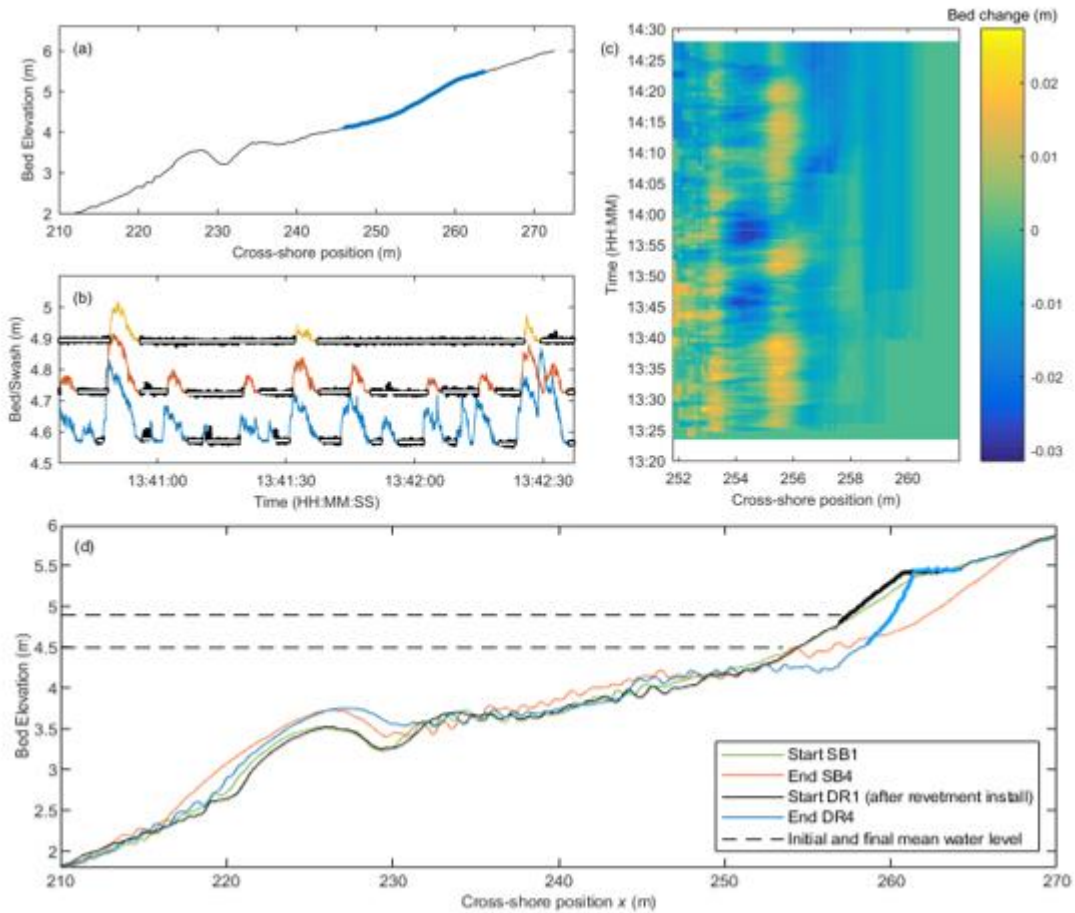 (a)
Bed Elevation (m)
6
5
4
3
2
210 220 230 240 250 260 270
Cross-shore position (m)
(b)
Bed/Swash (m)
5
4.9
4.8
4.7
4.6
4.5
13:41:00 13:41:30 13:42:00 13:42:30
Time (HH:MM:SS)
(c)
Time (HH:MM)
14:30
14:25
14:20
14:15
14:10
14:05
14:00
13:55
13:50
13:45
13:40
13:35
13:30
13:25
13:20
252 254 256 258 260
Cross-shore position (m)
Bed change (m)
0.02
0.01
0
-0.01
-0.02
-0.03
(d)
Bed Elevation (m)
6
5.5
5
4.5
4
3.5
3
2.5
2
210 220 230 240 250 260 270
Cross-shore position x (m)
Start SB1
End SB4
Start DR1 (after revetment install)
End DR4
Initial and final mean water level